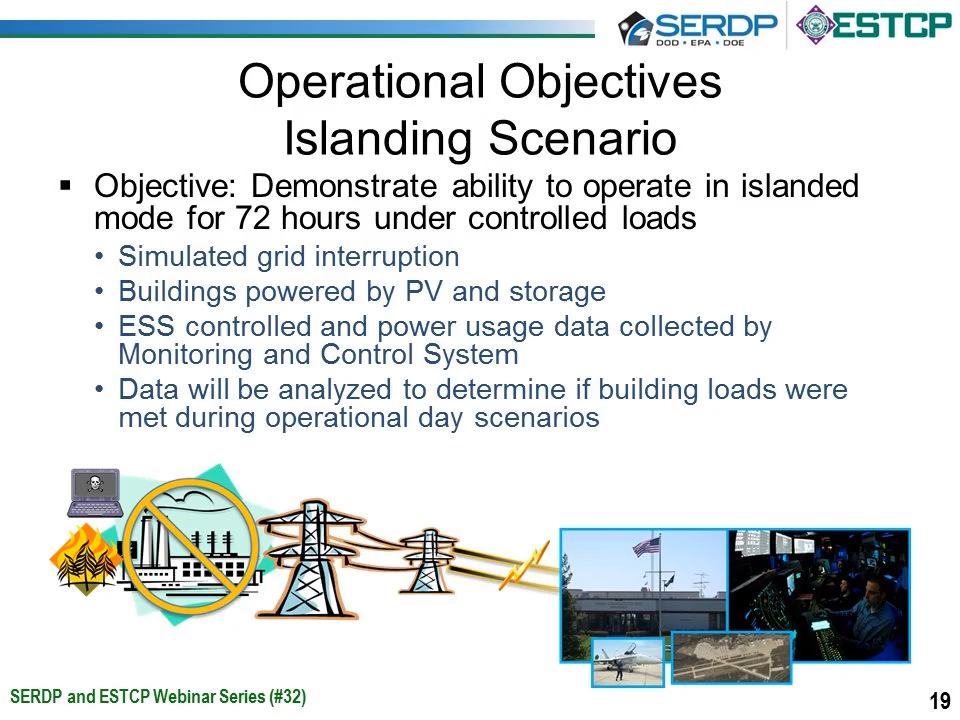 SERDP
DOD • EPA • DOE
ESTCP
Operational Objectives
Islanding Scenario
▪ Objective: Demonstrate ability to operate in islanded
mode for 72 hours under controlled loads
• Simulated grid interruption
• Buildings powered by PV and storage
• ESS controlled and power usage data collected by
Monitoring and Control System
• Data will be analyzed to determine if building loads were
met during operational day scenarios
SERDP and ESTCP Webinar Series (#32)
19